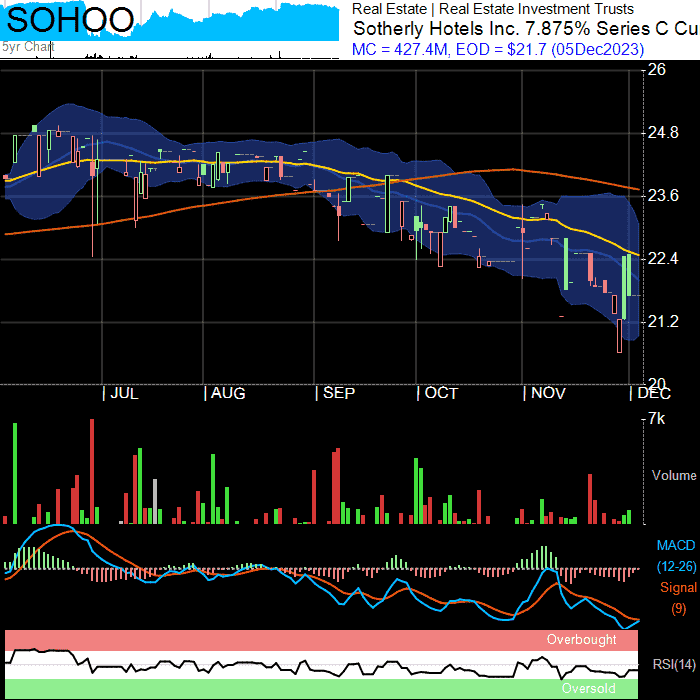 SOHOO
5yr Chart
Real Estate | Real Estate Investment Trusts
Sotherly Hotels Inc. 7.875% Series C Cu
MC = 427.4M, EOD = $21.7 (05Dec2023)
26
24.8
23.6
22.4
21.2
20
|JUL |AUG |SEP |OCT |NOV |DEC
7k
Volume
MACD
(12-26)
Signal
(9)
Overbought
RSI(14)
Oversold